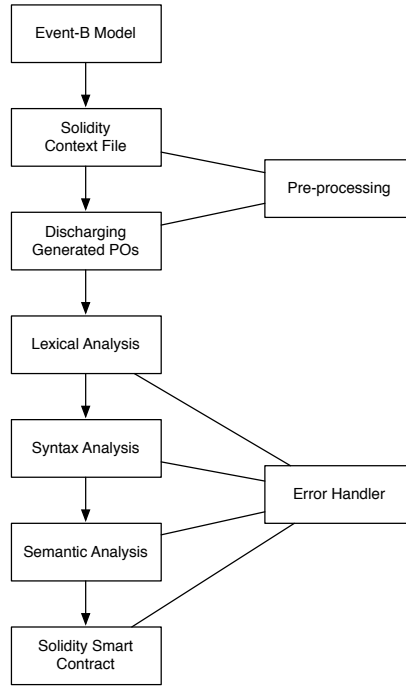 Event-B Model
Solidity
Context File
Pre-processing
Discharging
Generated POs
Lexical Analysis
Syntax Analysis
Error Handler
Semantic Analysis
Solidity Smart
Contract